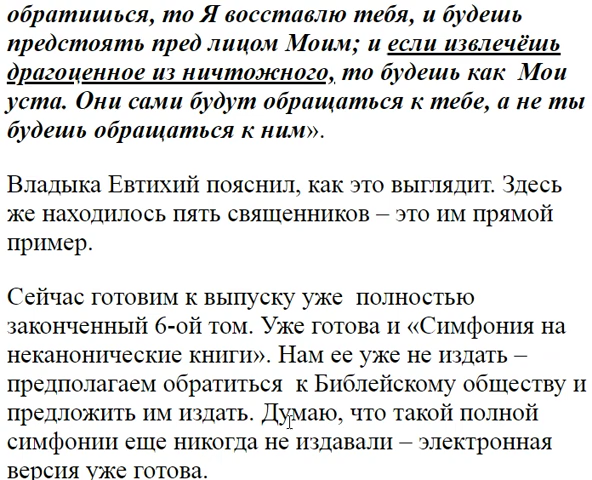 обратишься, то Я восставлю тебя, и будешь
предстоять пред лицом Моим; и если извлечёшь
драгоценное из ничтожного, то будешь как Мои
уста. Они сами будут обращаться к тебе, а не ты
будешь обращаться к ним».
Владыка Евтихий пояснил, как это выглядит. Здесь
же находилось пять священников – это им прямой
пример.
Сейчас готовим к выпуску уже полностью
законченный 6-ой том. Уже готова и «Симфония на
неканонические книги». Нам ее уже не издать –
предполагаем обратиться к Библейскому обществу и
предложить им издать. Думаю, что такой полной
симфонии еще никогда не издавали – электронная
версия уже готова.